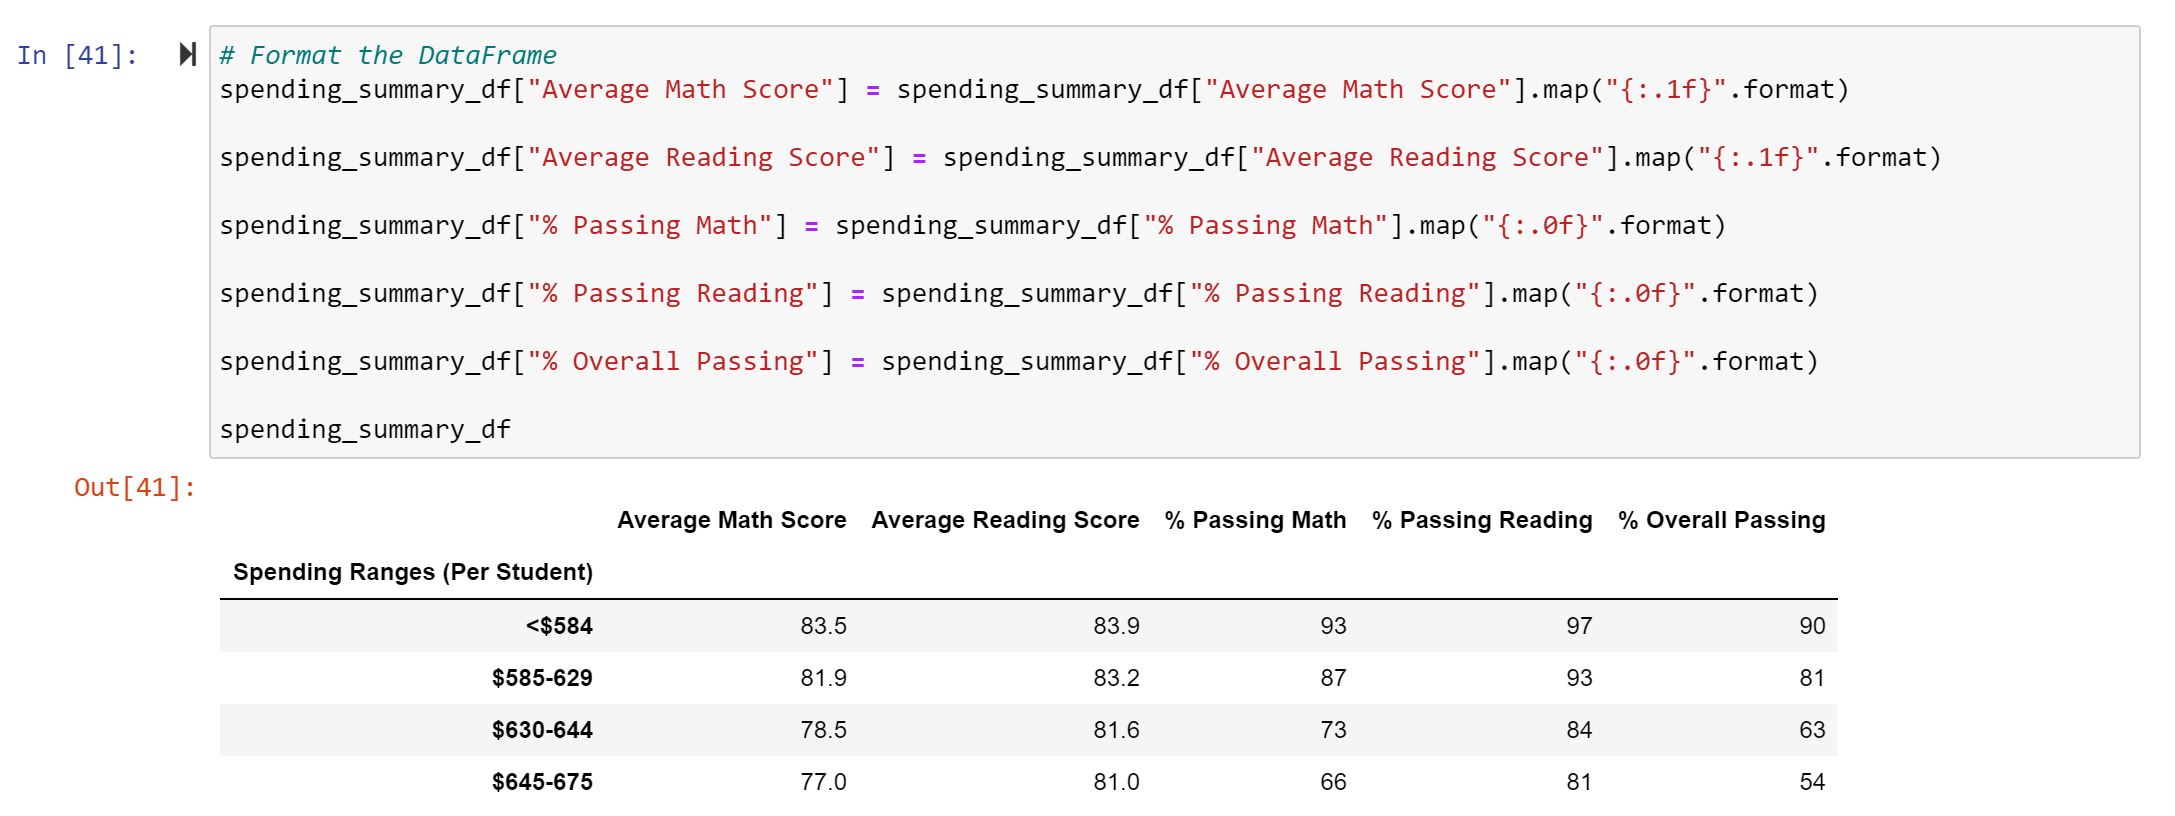 In [41]:
# Format the DataFrame
spending_summary_df["Average Math Score"] = spending_summary_df["Average Math Score"].map("{:.1f}".format)
spending_summary_df["Average Reading Score"] = spending_summary_df["Average Reading Score"].map("{:.1f}".format)
spending_summary_df["% Passing Math"] = spending_summary_df["% Passing Math"].map("{:.0f}".format)
spending_summary_df["% Passing Reading"] = spending_summary_df["% Passing Reading"].map("{:.0f}".format)
spending_summary_df["% Overall Passing"] = spending_summary_df["% Overall Passing"].map("{:.0f}".format)
spending_summary_df
Out[41]:
Average Math Score Average Reading Score % Passing Math % Passing Reading % Overall Passing
Spending Ranges (Per Student)
<$584 83.5 83.9 93 97 90
$585-629 81.9 83.2 87 93 81
$630-644 78.5 81.6 73 84 63
$645-675 77.0 81.0 66 81 54